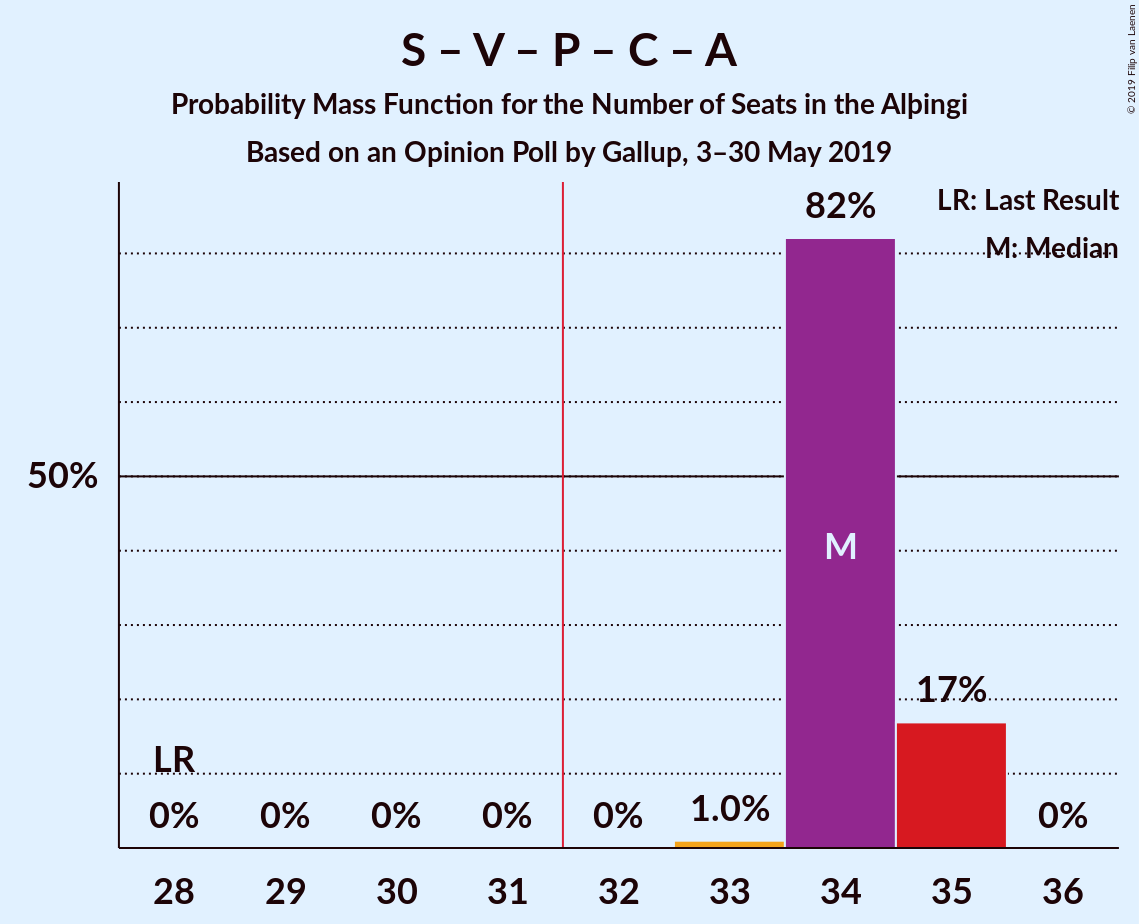 S – V – P – C – A
Probability Mass Function for the Number of Seats in the Alþingi
Based on an Opinion Poll by Gallup, 3–30 May 2019
© 2019 Filip van Laenen
LR: Last Result
M: Median
82%
50%
M
17%
LR
0% 0% 0% 0% 0% 1.0% 0%
28 29 30 31 32 33 34 35 36